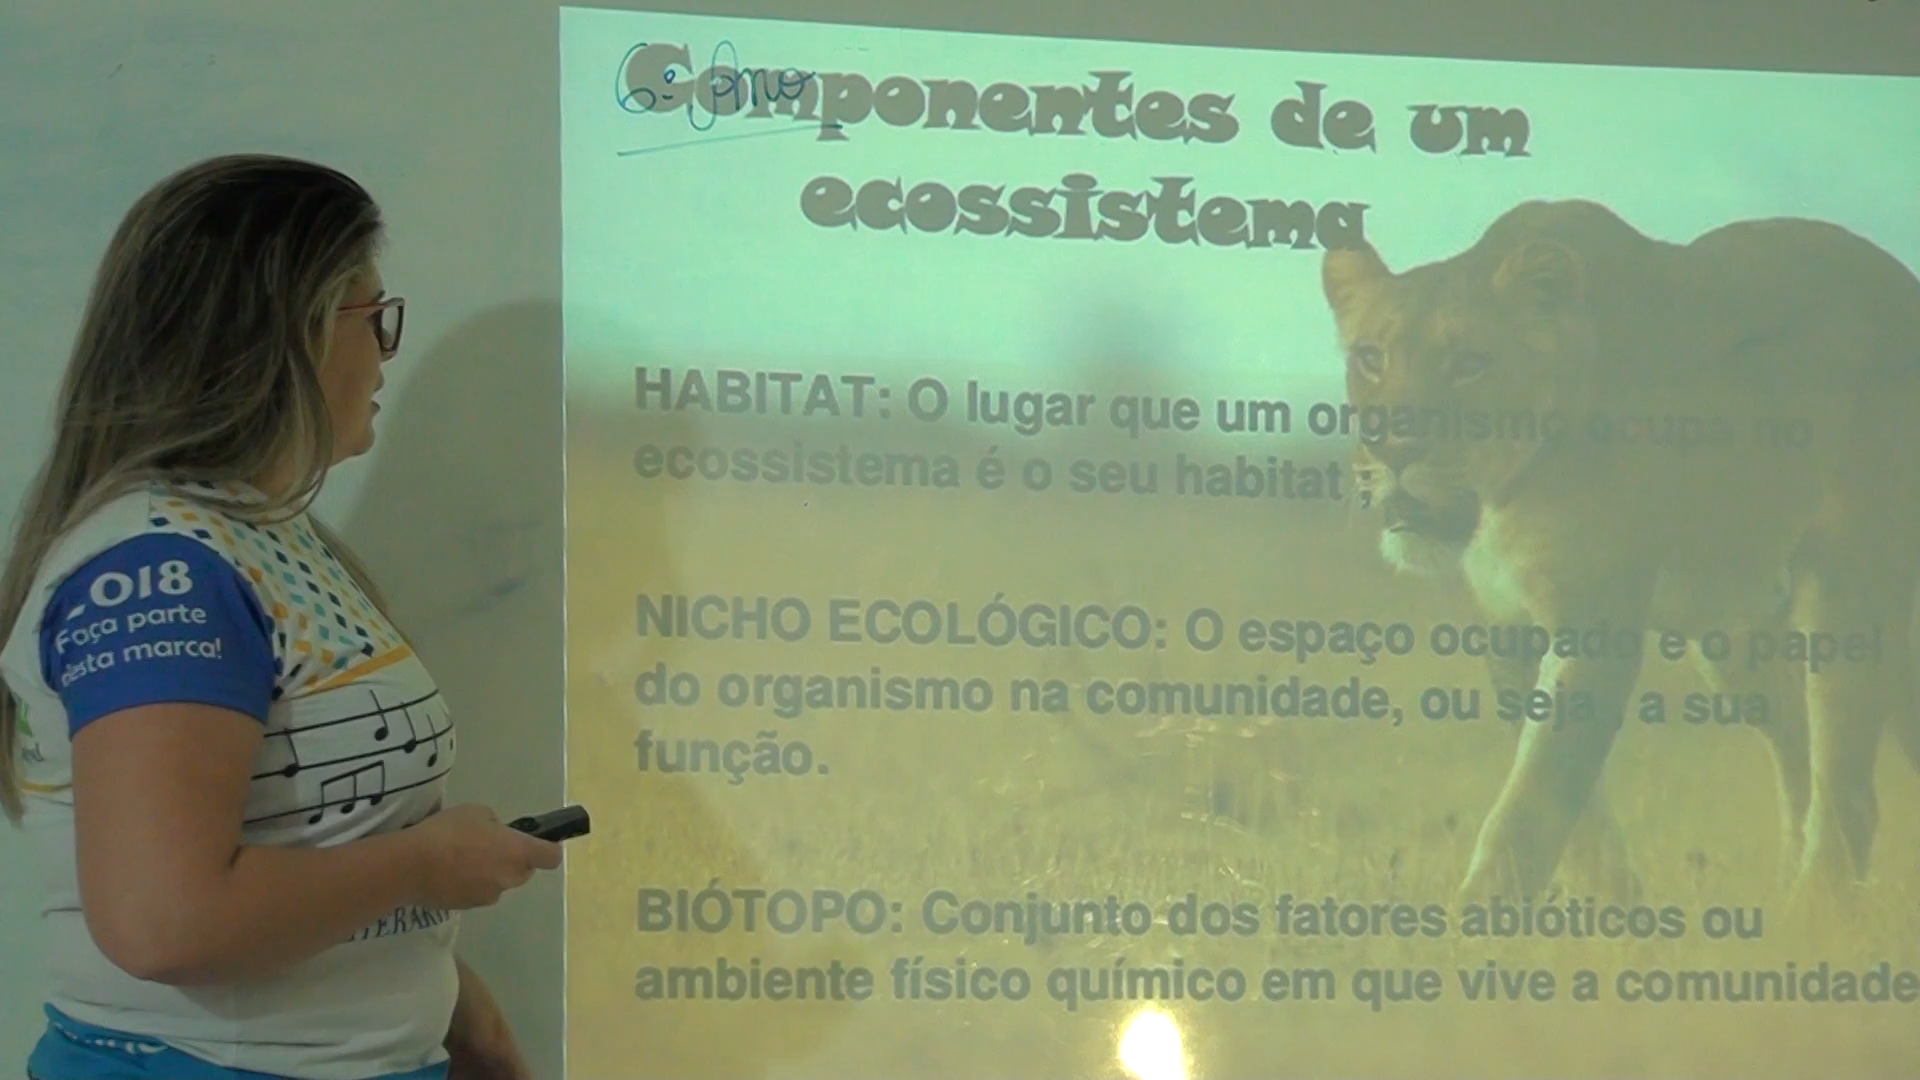 6º Ano
Componentes de um
ecossistema
HABITAT: O lugar que um organismo ocupa no
ecossistema é o seu habitat ;
NICHO ECOLÓGICO: O espaço ocupado e o papel
do organismo na comunidade, ou seja , a sua
função.
BIÓTOPO: Conjunto dos fatores abióticos ou
ambiente físico químico em que vive a comunidade
2018
Faça parte
desta marca!